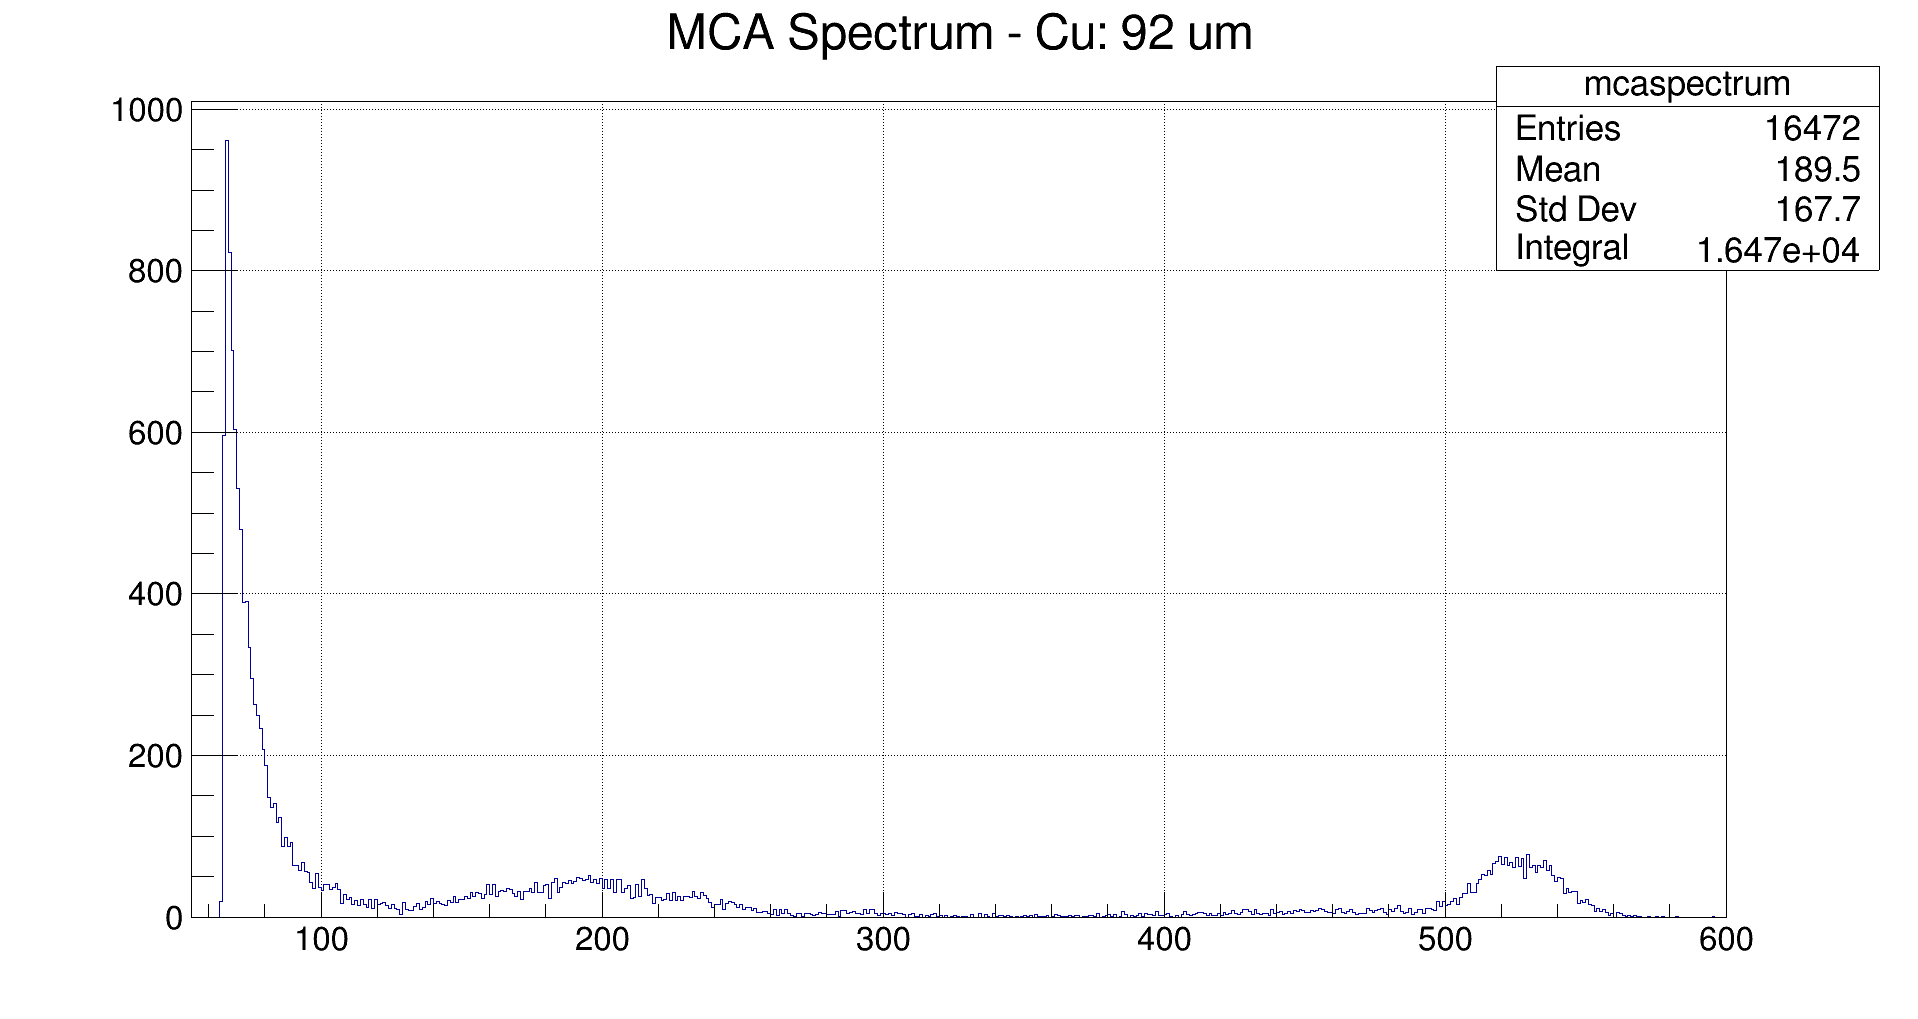 MCA Spectrum - Cu: 92 um
mcaspectrum
Entries 16472
Mean 189.5
Std Dev 167.7
Integral 1.647e+04
1000
800
600
400
200
0
100 200 300 400 500 600